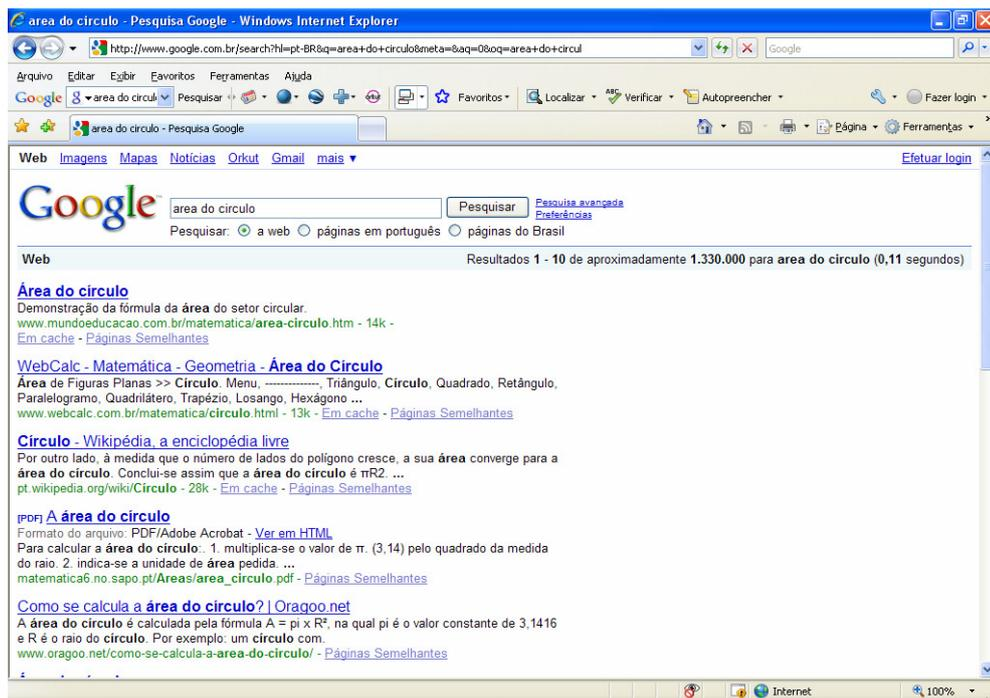 area do circulo - Pesquisa Google - Windows Internet Explorer
http://www.google.com.br/search?hl=pt-BR&q=area+do+circulo&meta=&aq=0&oq=area+do+circul
Google
Arquivo Editar Exibir Favoritos Ferramentas Ajuda
Google area do circul Pesquisar Favoritos Localizar Verificar Autopreencher Fazer login
area do circulo - Pesquisa Google Página Ferramentas
Web Imagens Mapas Notícias Orkut Gmail mais ▼ Efetuar login
Google area do circulo Pesquisar Pesquisa avançada
Preferências
Pesquisar: a web páginas em português páginas do Brasil
Web Resultados 1 - 10 de aproximadamente 1.330.000 para area do circulo (0,11 segundos)
Área do círculo
Demonstração da fórmula da área do setor circular.
www.mundoeducacao.com.br/matematica/area-circulo.htm - 14k -
Em cache - Páginas Semelhantes
WebCalc - Matemática - Geometria - Área do Círculo
Área de Figuras Planas >> Círculo. Menu, --------------, Triângulo, Círculo, Quadrado, Retângulo,
Paralelogramo, Quadrilátero, Trapézio, Losango, Hexágono ...
www.webcalc.com.br/matematica/circulo.html - 13k - Em cache - Páginas Semelhantes
Círculo - Wikipédia, a enciclopédia livre
Por outro lado, à medida que o número de lados do polígono cresce, a sua área converge para a
área do círculo. Conclui-se assim que a área do círculo é πR2. ...
pt.wikipedia.org/wiki/Círculo - 28k - Em cache - Páginas Semelhantes
[PDF] A área do círculo
Formato do arquivo: PDF/Adobe Acrobat - Ver em HTML
Para calcular a área do círculo:. 1. multiplica-se o valor de π. (3,14) pelo quadrado da medida
do raio. 2. indica-se a unidade de área pedida. ...
matematica6.no.sapo.pt/Areas/area_circulo.pdf - Páginas Semelhantes
Como se calcula a área do circulo? | Oragoo.net
A área do circulo é calculada pela fórmula A = pi x R², na qual pi é o valor constante de 3,1416
e R é o raio do círculo. Por exemplo: um círculo com.
www.oragoo.net/como-se-calcula-a-area-do-circulo/ - Páginas Semelhantes
Internet 100%